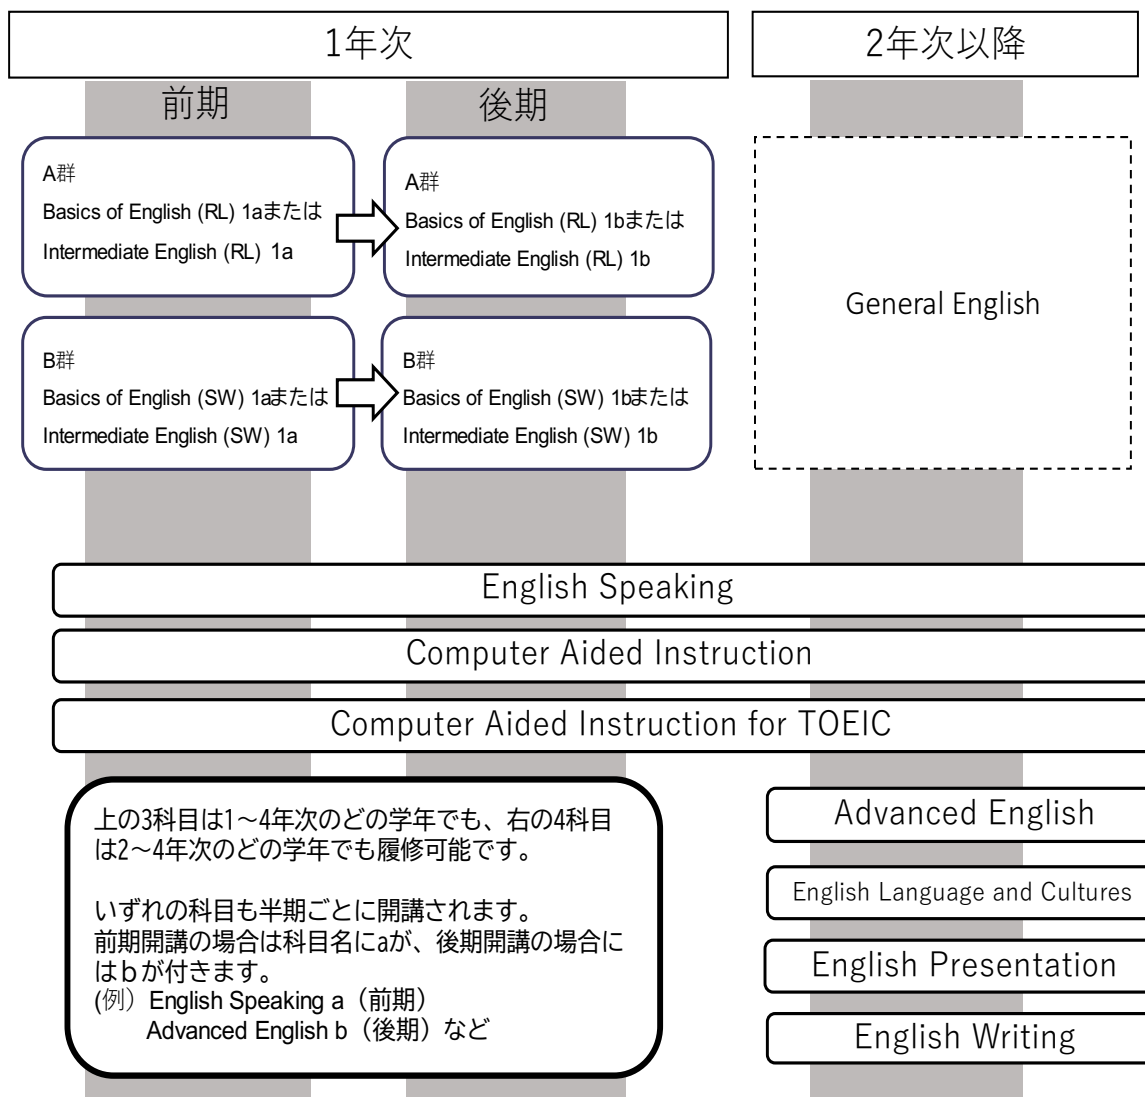 1年次
2年次以降
前期
後期
A群
Basics of English (RL) 1aまたは
Intermediate English (RL) 1a
A群
Basics of English (RL) 1bまたは
Intermediate English (RL) 1b
General English
B群
Basics of English (SW) 1aまたは
Intermediate English (SW) 1a
B群
Basics of English (SW) 1bまたは
Intermediate English (SW) 1b
English Speaking
Computer Aided Instruction
Computer Aided Instruction for TOEIC
上の3科目は1～4年次のどの学年でも、右の4科目
は2～4年次のどの学年でも履修可能です。
いずれの科目も半期ごとに開講されます。
前期開講の場合は科目名にaが、後期開講の場合に
はｂが付きます。
(例）English Speaking a（前期）
Advanced English b（後期）など
Advanced English
English Language and Cultures
English Presentation
English Writing